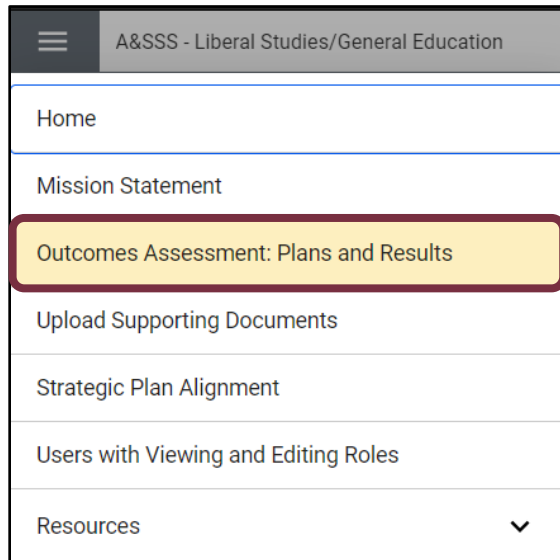 A&SSS - Liberal Studies/General Education
Home
Mission Statement
Outcomes Assessment: Plans and Results
Upload Supporting Documents
Strategic Plan Alignment
Users with Viewing and Editing Roles
Resources